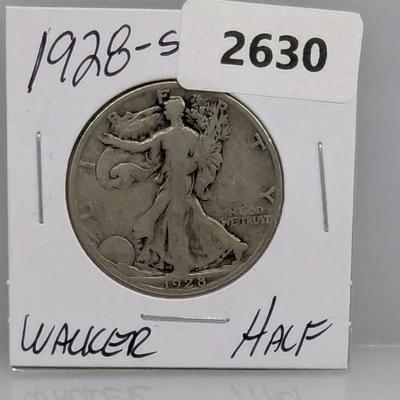 1928-S
2630
LIBERTY
IN GOD
WE TRUST
1928
WALKER HALF